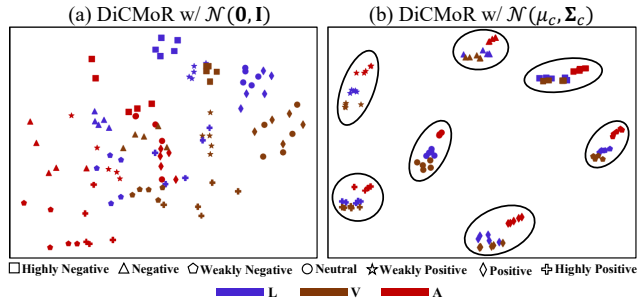 (a) DiCMoR w/ 𝒩(𝟎, 𝐈)
(b) DiCMoR w/ 𝒩(μ_c, 𝚺_c)
Highly Negative Negative Weakly Negative Neutral Weakly Positive Positive Highly Positive
L V A